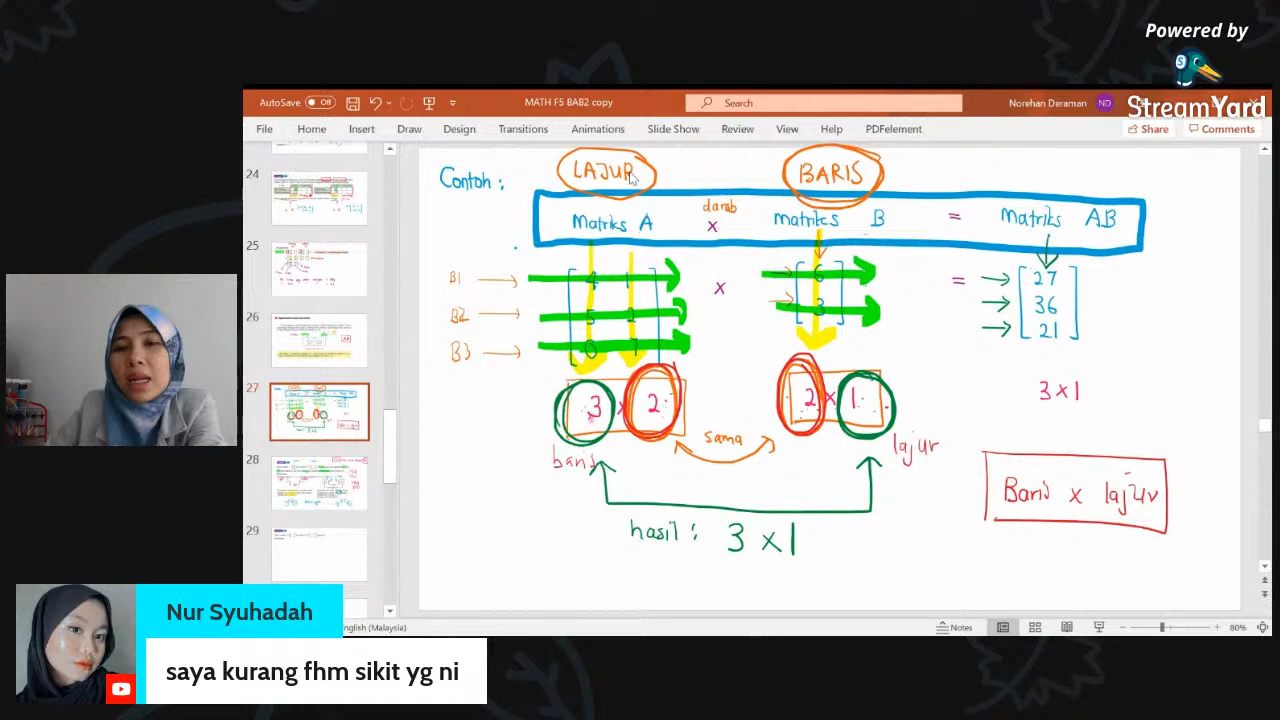 Powered by
StreamYard
AutoSave Off
MATH F5 BAB2 copy
Search
Norehan Deraman ND
File Home Insert Draw Design Transitions Animations Slide Show Review View Help PDFelement
Share Comments
24
25
26
27
28
29
Contoh :
LAJUR
BARIS
Matriks A
darab
x
matriks B
=
Matriks AB
B1
B2
B3
4 1
5 2
0 7
x
6
3
=
27
36
21
3 x 2
2 x 1
3x1
sama
baris
lajur
hasil : 3 x 1
Baris x lajur
English (Malaysia)
Notes
80%
Nur Syuhadah
saya kurang fhm sikit yg ni